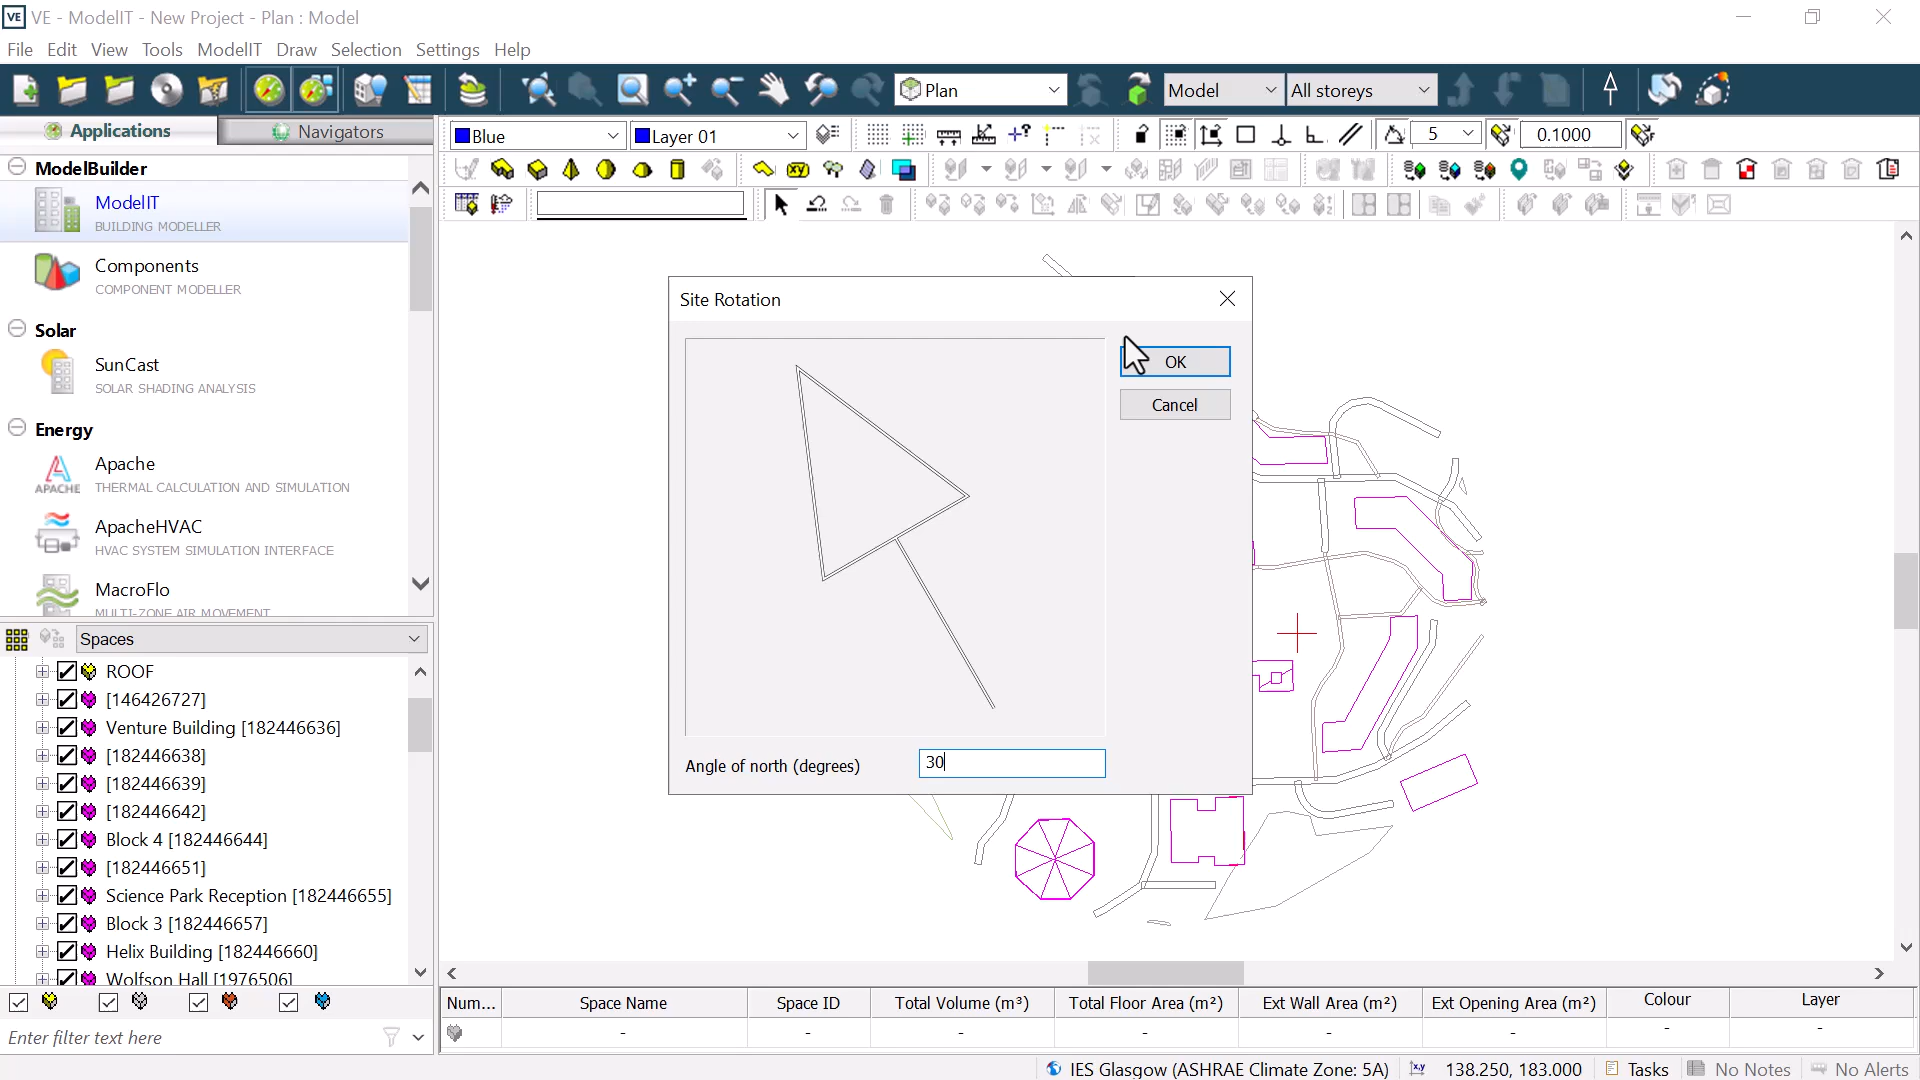 VE - ModelIT - New Project - Plan : Model
File Edit View Tools ModelIT Draw Selection Settings Help
Plan
Model
All storeys
Applications
Navigators
Blue
Layer 01
5
0.1000
ModelBuilder
ModelIT
BUILDING MODELLER
Components
COMPONENT MODELLER
Solar
SunCast
SOLAR SHADING ANALYSIS
Energy
Apache
APACHE
THERMAL CALCULATION AND SIMULATION
ApacheHVAC
HVAC SYSTEM SIMULATION INTERFACE
MacroFlo
MULTI-ZONE AIR MOVEMENT
Spaces
ROOF
[146426727]
Venture Building [182446636]
[182446638]
[182446639]
[182446642]
Block 4 [182446644]
[182446651]
Science Park Reception [182446655]
Block 3 [182446657]
Helix Building [182446660]
Wolfson Hall [1976506]
Enter filter text here
Site Rotation
OK
Cancel
Angle of north (degrees)
30
Num... Space Name Space ID Total Volume (m³) Total Floor Area (m²) Ext Wall Area (m²) Ext Opening Area (m²) Colour Layer
- - - - - - - -
IES Glasgow (ASHRAE Climate Zone: 5A) 138.250, 183.000 Tasks No Notes No Alerts